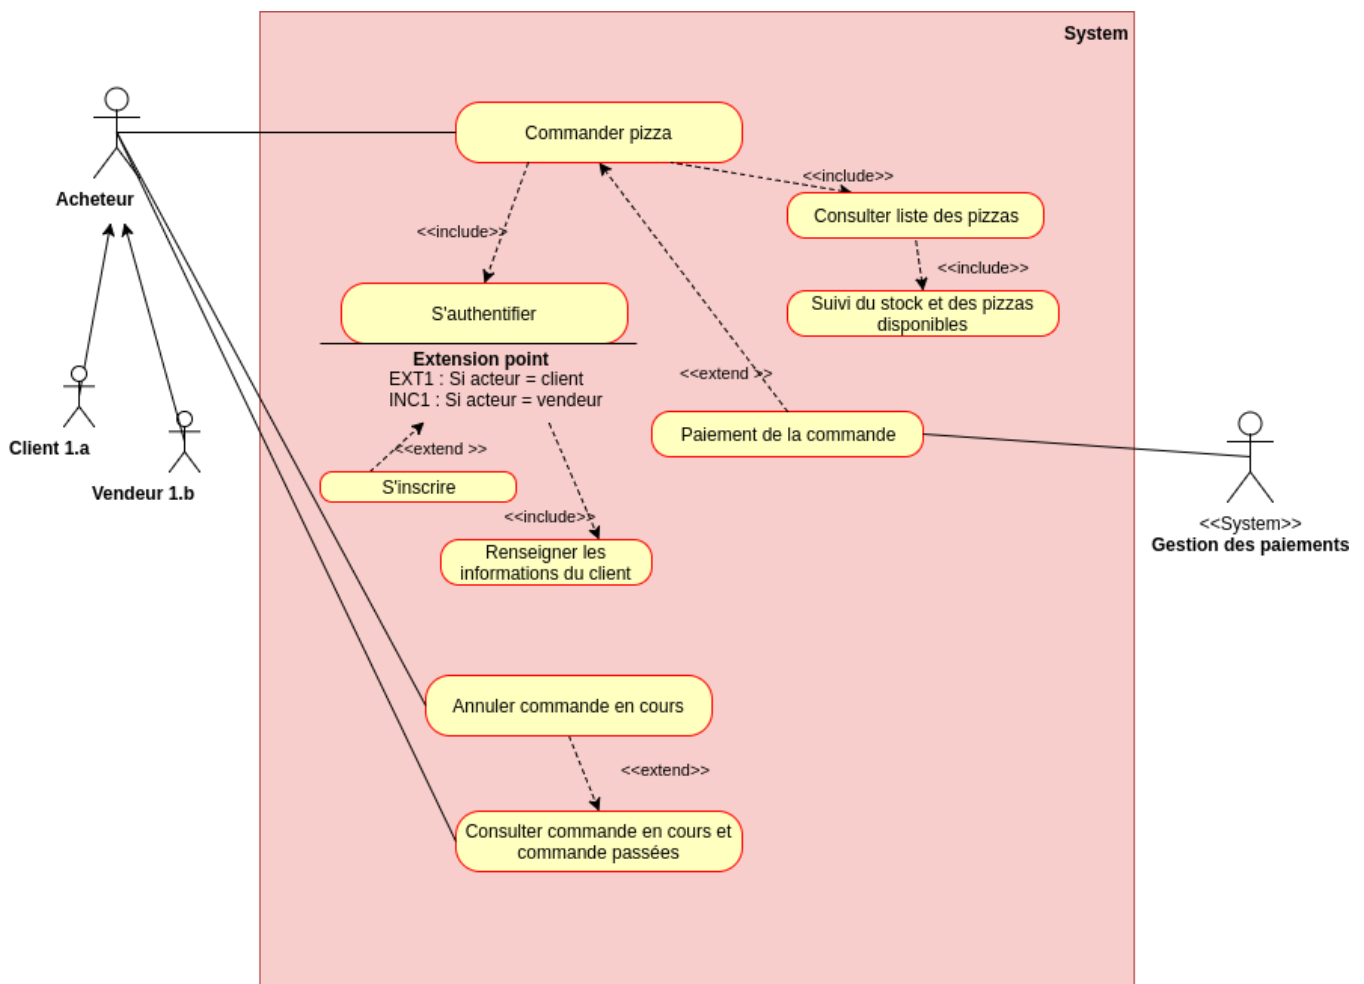 System
Commander pizza
<<include>>
Acheteur
Consulter liste des pizzas
<<include>>
<<include>>
Suivi du stock et des pizzas
disponibles
S'authentifier
Extension point
EXT1 : Si acteur = client
INC1 : Si acteur = vendeur
<<extend >>
Paiement de la commande
Client 1.a
<<extend >>
Vendeur 1.b
S'inscrire
<<include>>
<<System>>
Gestion des paiements
Renseigner les
informations du client
Annuler commande en cours
<<extend>>
Consulter commande en cours et
commande passées